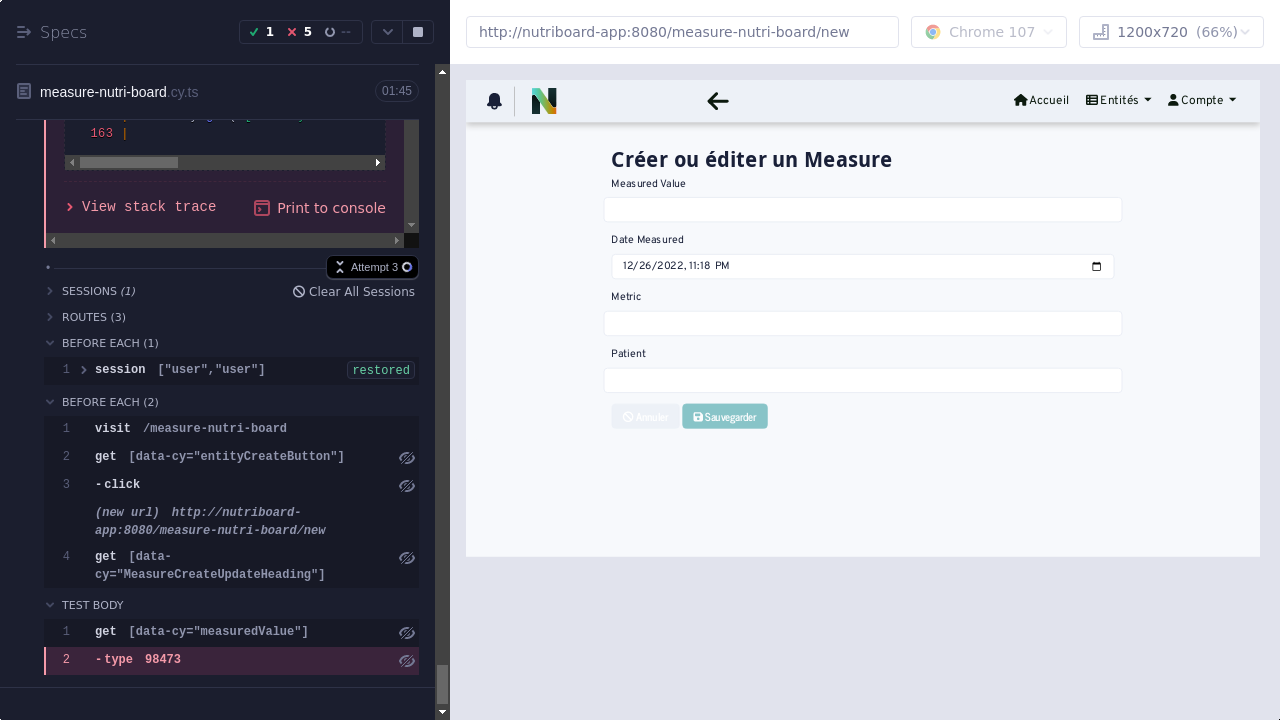 Specs
1
5
--
http://nutriboard-app:8080/measure-nutri-board/new
Chrome 107
1200x720 (66%)
measure-nutri-board.cy.ts
01:45
163 |
View stack trace
Print to console
Attempt 3
SESSIONS (1)
Clear All Sessions
ROUTES (3)
BEFORE EACH (1)
1 session ["user","user"] restored
BEFORE EACH (2)
1 visit /measure-nutri-board
2 get [data-cy="entityCreateButton"]
3 -click
(new url) http://nutriboard-
app:8080/measure-nutri-board/new
4 get [data-
cy="MeasureCreateUpdateHeading"]
TEST BODY
1 get [data-cy="measuredValue"]
2 -type 98473
N
Accueil
Entités
Compte
Créer ou éditer un Measure
Measured Value
Date Measured
12/26/2022, 11:18 PM
Metric
Patient
Annuler
Sauvegarder